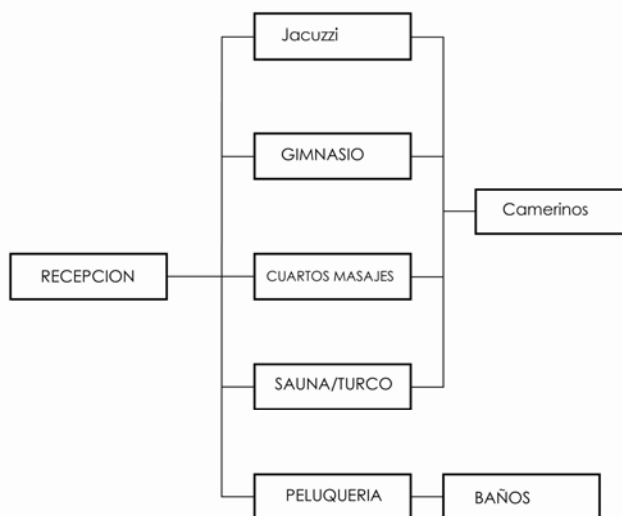 Jacuzzi
GIMNASIO
Camerinos
RECEPCION
CUARTOS MASAJES
SAUNA/TURCO
PELUQUERIA
BAÑOS